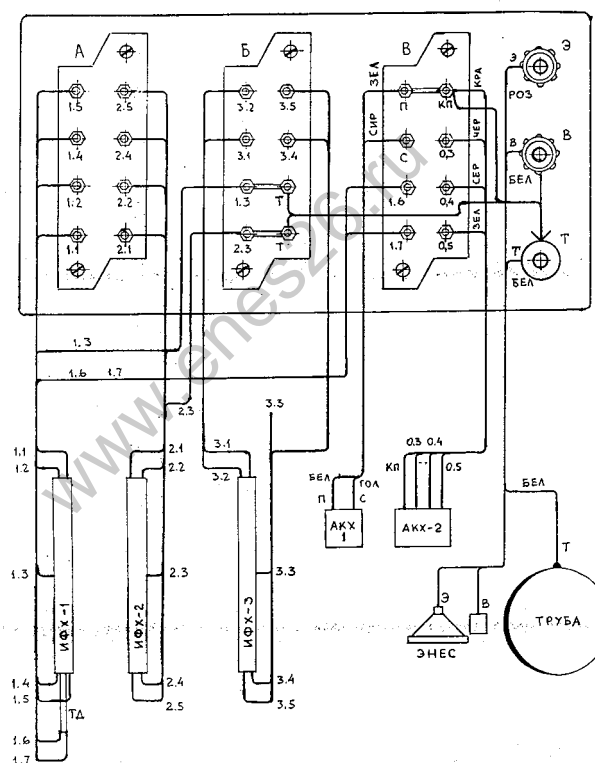 А
Б
В
Э
Э
РОЗ
1.5
2.5
3.2
3.5
ЗЕЛ
П
КП
КРА
В
В
БЕЛ
1.4
2.4
3.1
3.4
СИР
С
0,3
ЧЕР
1.2
2.2
1.3
Т
1.6
0,4
СЕР
1.1
2.1
2.3
Т
1.7
0,5
ЗЕЛ
Т
Т
БЕЛ
1.3
1.6 1.7
2.3
3.3
1.1
1.2
2.1
2.2
3.1
3.2
БЕЛ
ГОЛ
П
С
КП
0.3 0.4
0.5
БЕЛ
АКХ
1
АКХ-2
Т
1.3
ИФХ-1
2.3
ИФХ-2
3.3
ИФХ-3
Э
В
ЭНЕС
ТРУБА
1.4
1.5
2.4
2.5
3.4
3.5
ТД
1.6
1.7
www.enes26.ru